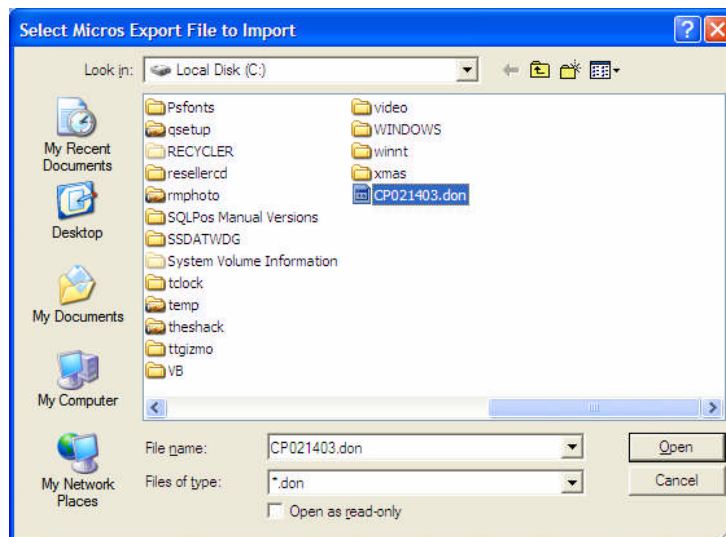 Select Micros Export File to Import
Look in: Local Disk (C:)
My Recent Documents
Desktop
My Documents
My Computer
My Network Places
Psfonts
qsetup
RECYCLER
resellercd
rmphoto
SQLPos Manual Versions
SSDATWDG
System Volume Information
tclock
temp
theshack
ttgizmo
VB
video
WINDOWS
winnt
xmas
CP021403.don
File name: CP021403.don Open
Files of type: *.don Cancel
Open as read-only